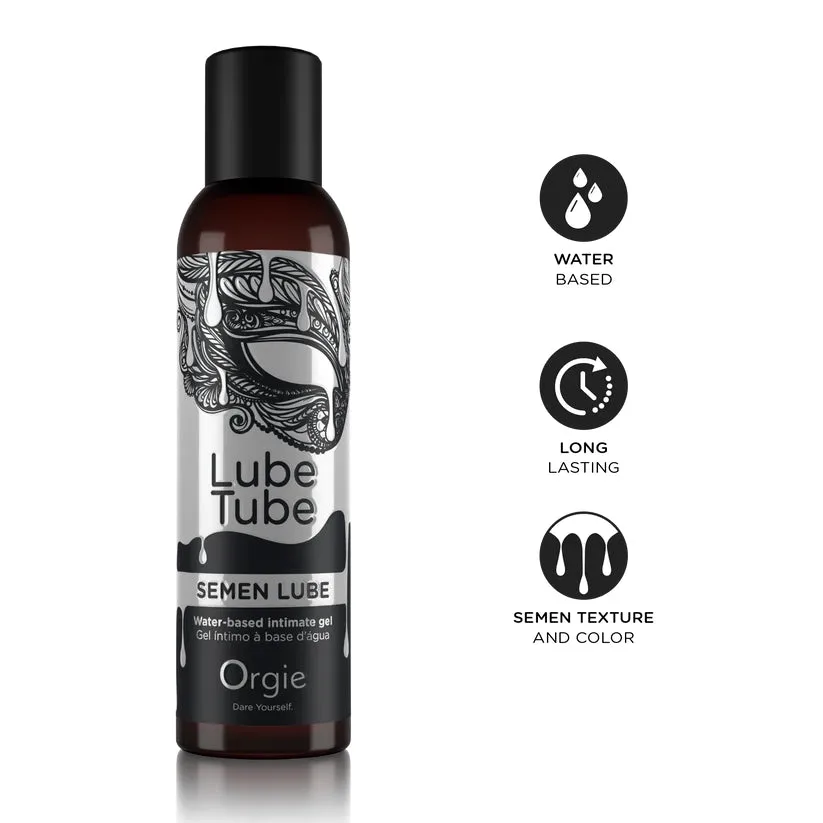 Lube
Tube
SEMEN LUBE
Water-based intimate gel
Gel íntimo à base d'água
Orgie
Dare Yourself.
WATER
BASED
LONG
LASTING
SEMEN TEXTURE
AND COLOR